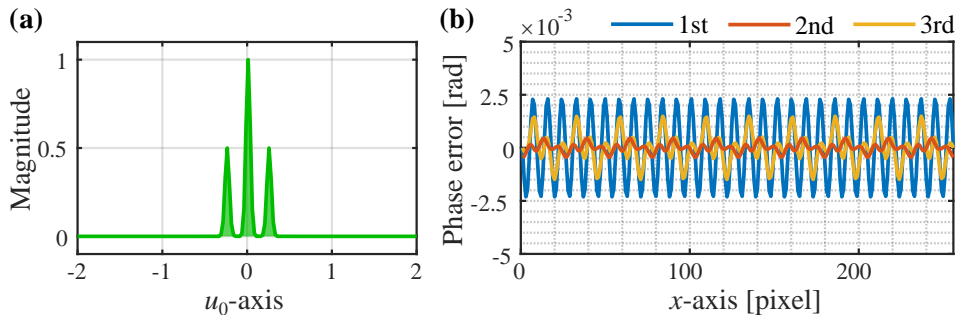 (a)
Magnitude
1
0.5
0
-2
-1
0
1
2
u₀-axis
(b)
×10⁻³
1st
2nd
3rd
Phase error [rad]
5
2.5
0
-2.5
-5
0
100
200
x-axis [pixel]